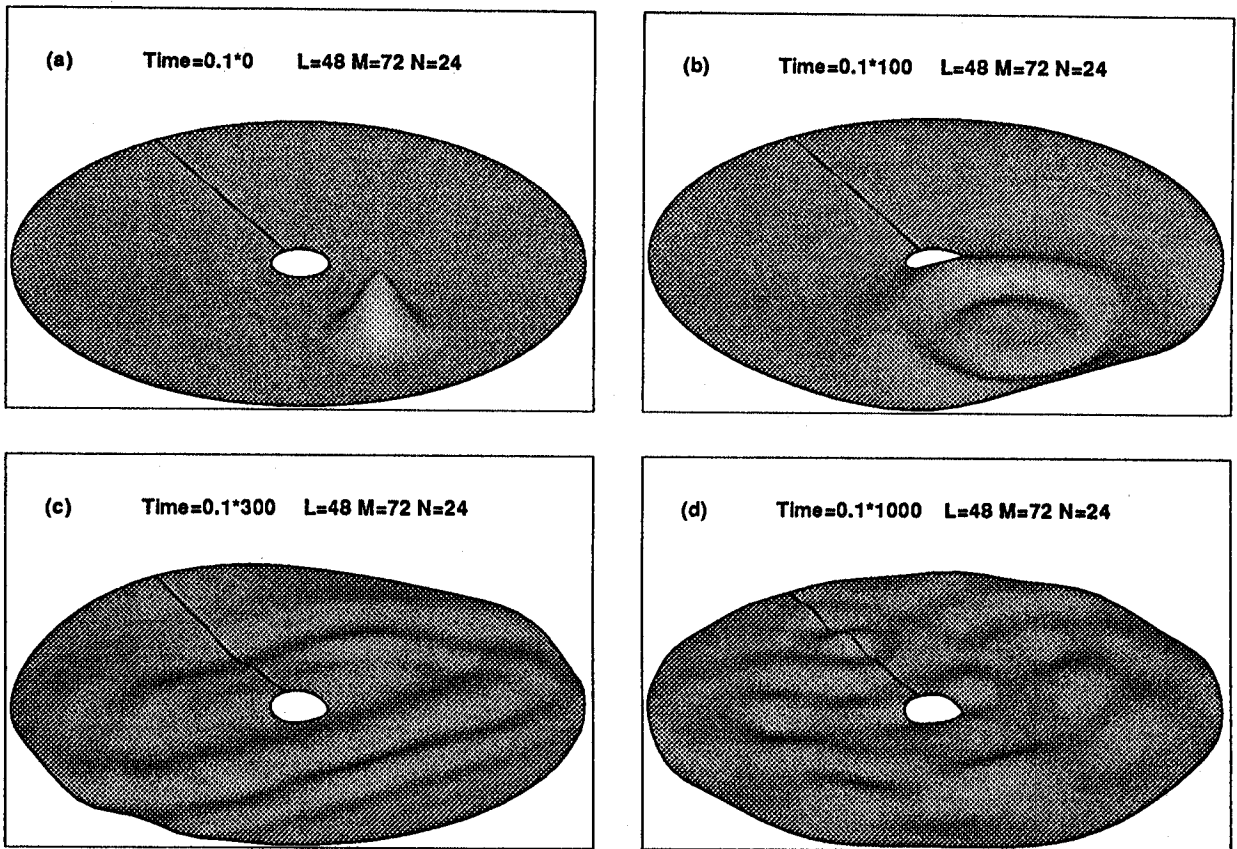 (a) Time=0.1*0 L=48 M=72 N=24
(b) Time=0.1*100 L=48 M=72 N=24
(c) Time=0.1*300 L=48 M=72 N=24
(d) Time=0.1*1000 L=48 M=72 N=24